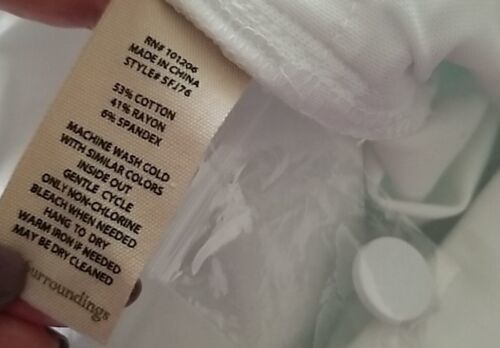 RN# 101206
MADE IN CHINA
STYLE# SFJ76
53% COTTON
41% RAYON
6% SPANDEX
MACHINE WASH COLD
WITH SIMILAR COLORS
INSIDE OUT
GENTLE CYCLE
ONLY NON-CHLORINE
BLEACH WHEN NEEDED
HANG TO DRY
WARM IRON IF NEEDED
MAY BE DRY CLEANED
urroundings